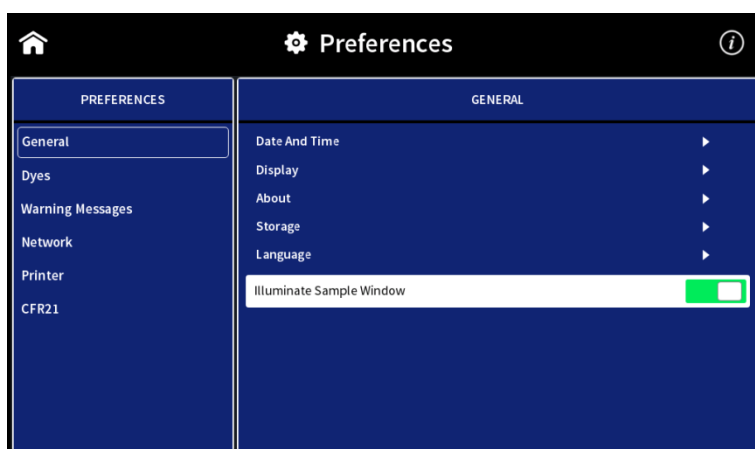 Preferences
i
PREFERENCES
General
Dyes
Warning Messages
Network
Printer
CFR21
GENERAL
Date And Time
Display
About
Storage
Language
Illuminate Sample Window